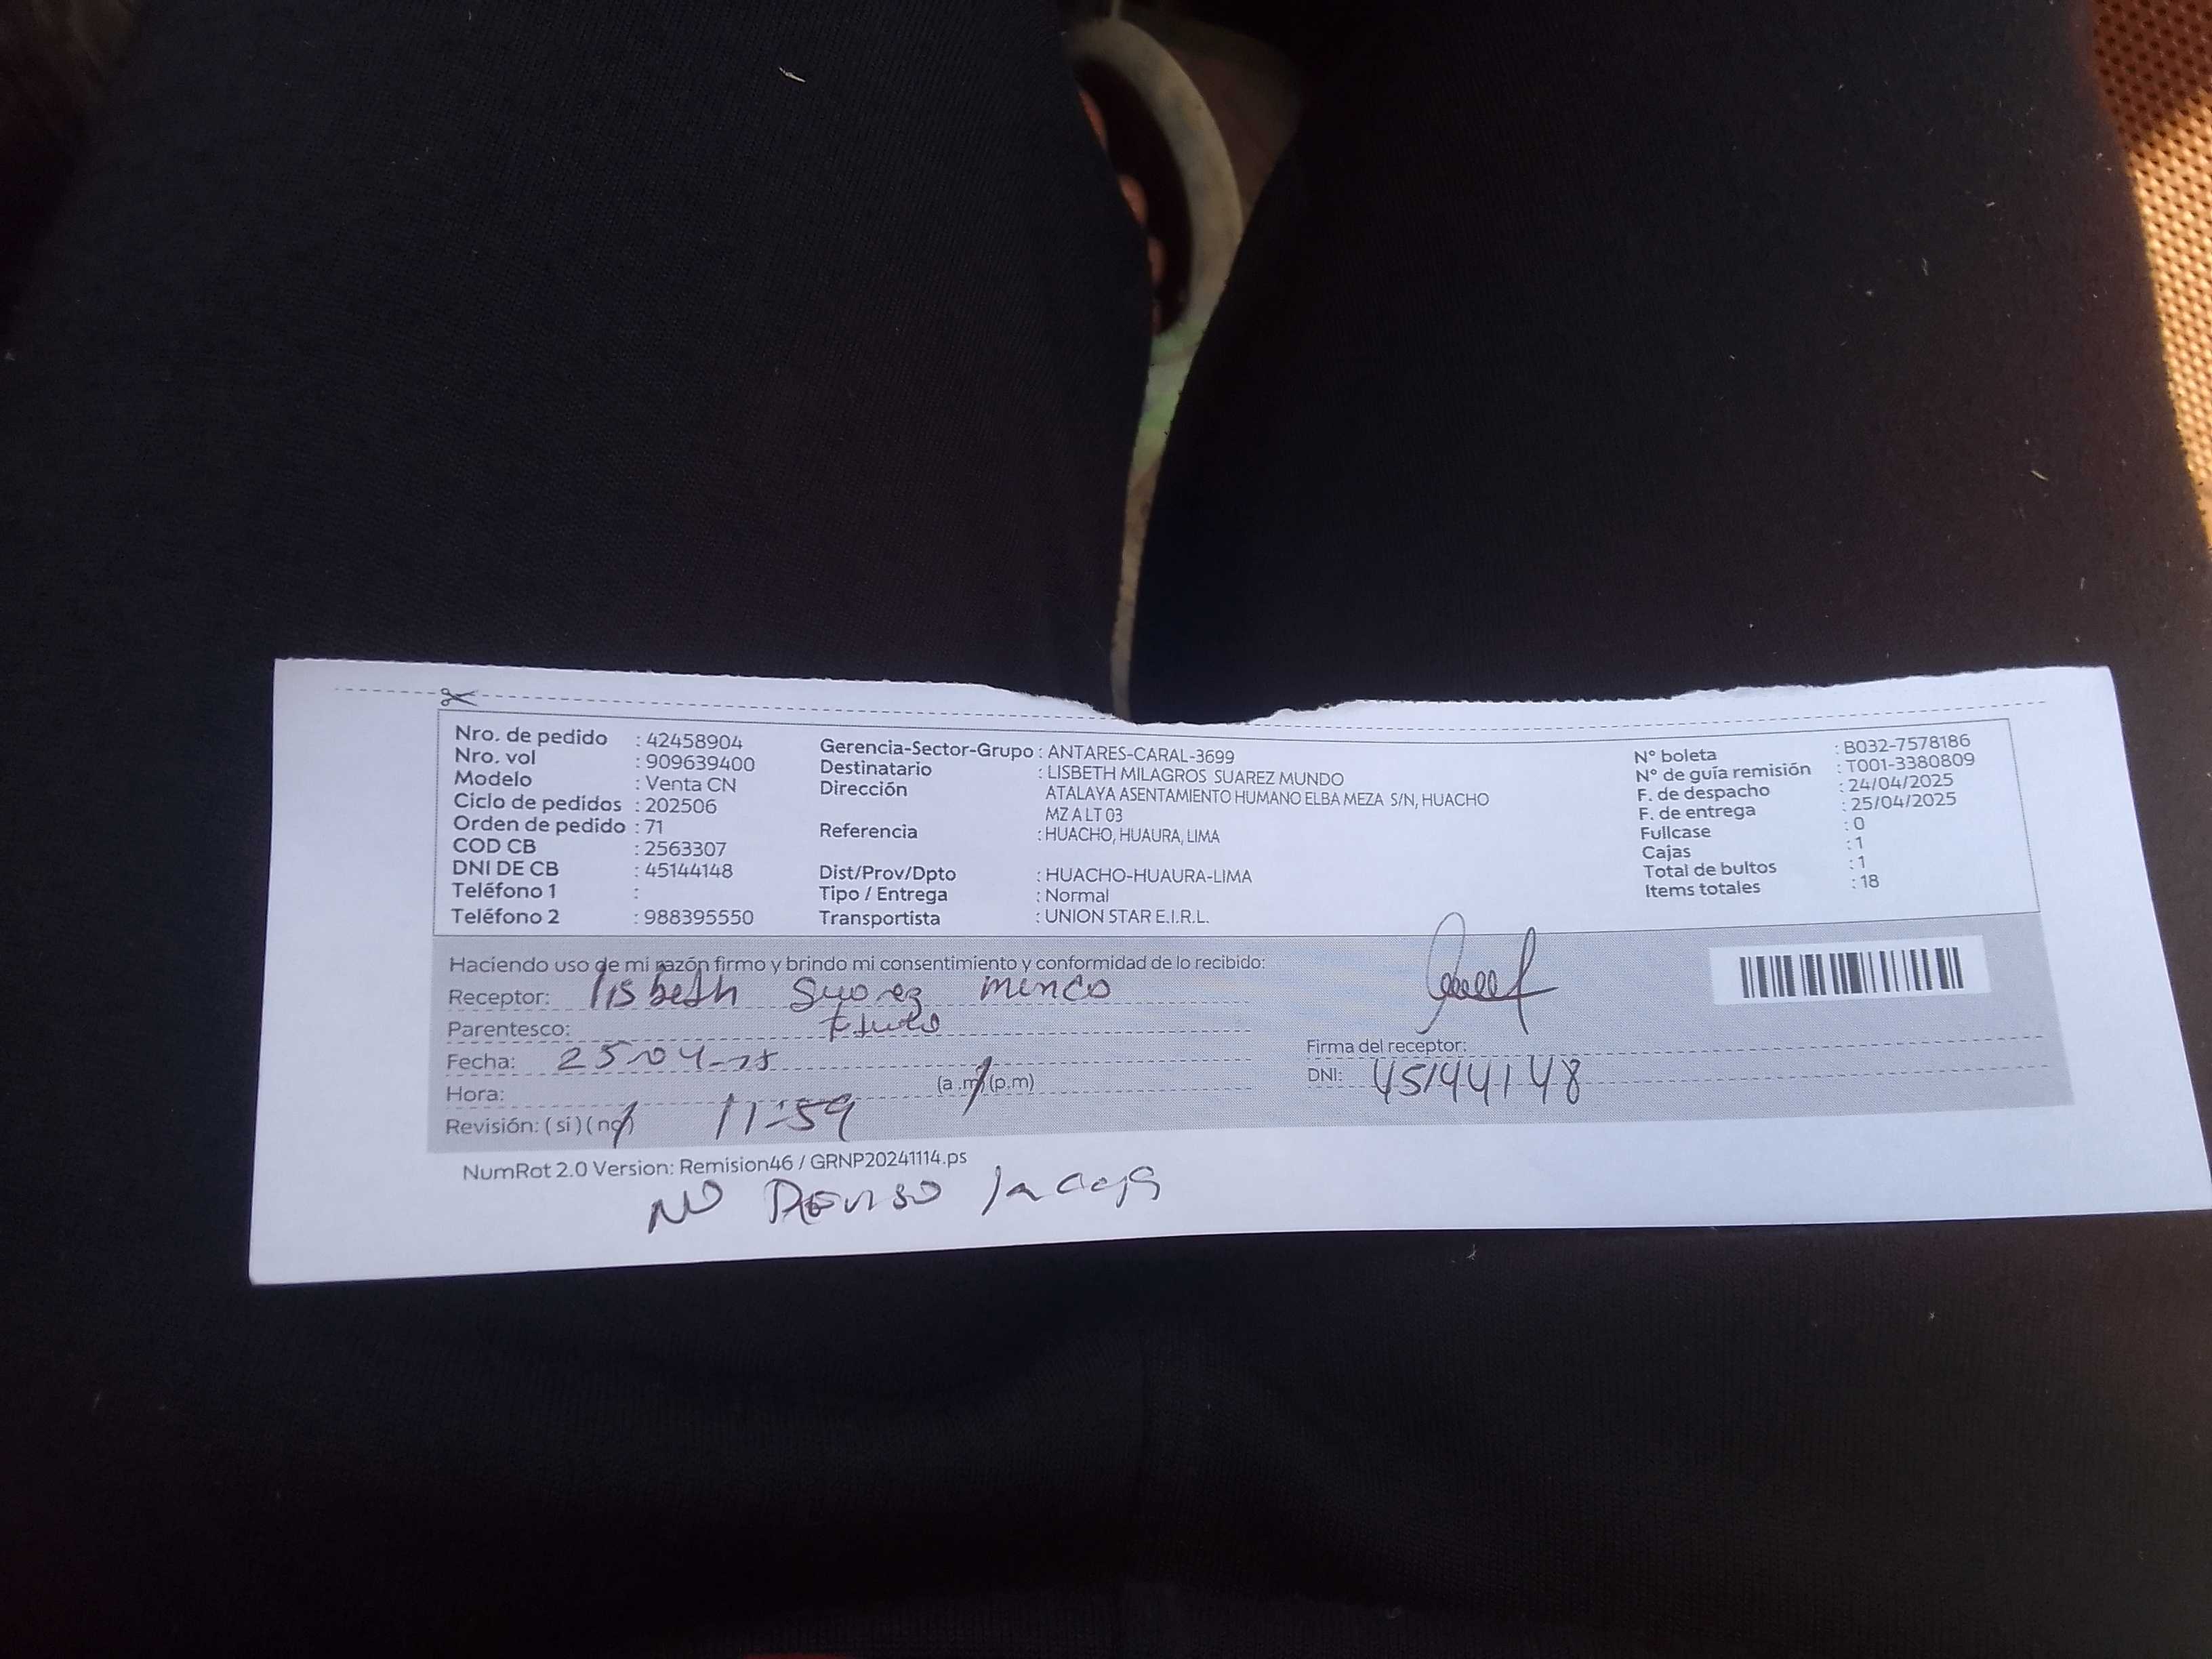 Nro. de pedido : 42458904
Nro. vol : 909639400
Modelo : Venta CN
Ciclo de pedidos : 202506
Orden de pedido : 71
COD CB : 2563307
DNI DE CB : 45144148
Teléfono 1 :
Teléfono 2 : 988395550
Gerencia-Sector-Grupo : ANTARES-CARAL-3699
Destinatario : LISBETH MILAGROS SUAREZ MUNDO
Dirección ATALAYA ASENTAMIENTO HUMANO ELBA MEZA S/N, HUACHO
MZ A LT 03
Referencia : HUACHO, HUAURA, LIMA
Dist/Prov/Dpto : HUACHO-HUAURA-LIMA
Tipo / Entrega : Normal
Transportista : UNION STAR E.I.R.L.
N° boleta : B032-7578186
N° de guía remisión : T001-3380809
F. de despacho : 24/04/2025
F. de entrega : 25/04/2025
Fullcase : 0
Cajas : 1
Total de bultos : 1
Items totales : 18
Haciendo uso de mi razón firmo y brindo mi consentimiento y conformidad de lo recibido:
Receptor: lisbeth Suarez
Parentesco:
Fecha: 25-04-25
Hora: (a .m) (p.m)
Revisión: ( si ) ( no ) 11:59
Firma del receptor:
DNI: 45144148
NumRot 2.0 Version: Remision46 / GRNP20241114.ps
NO Reviso la caja